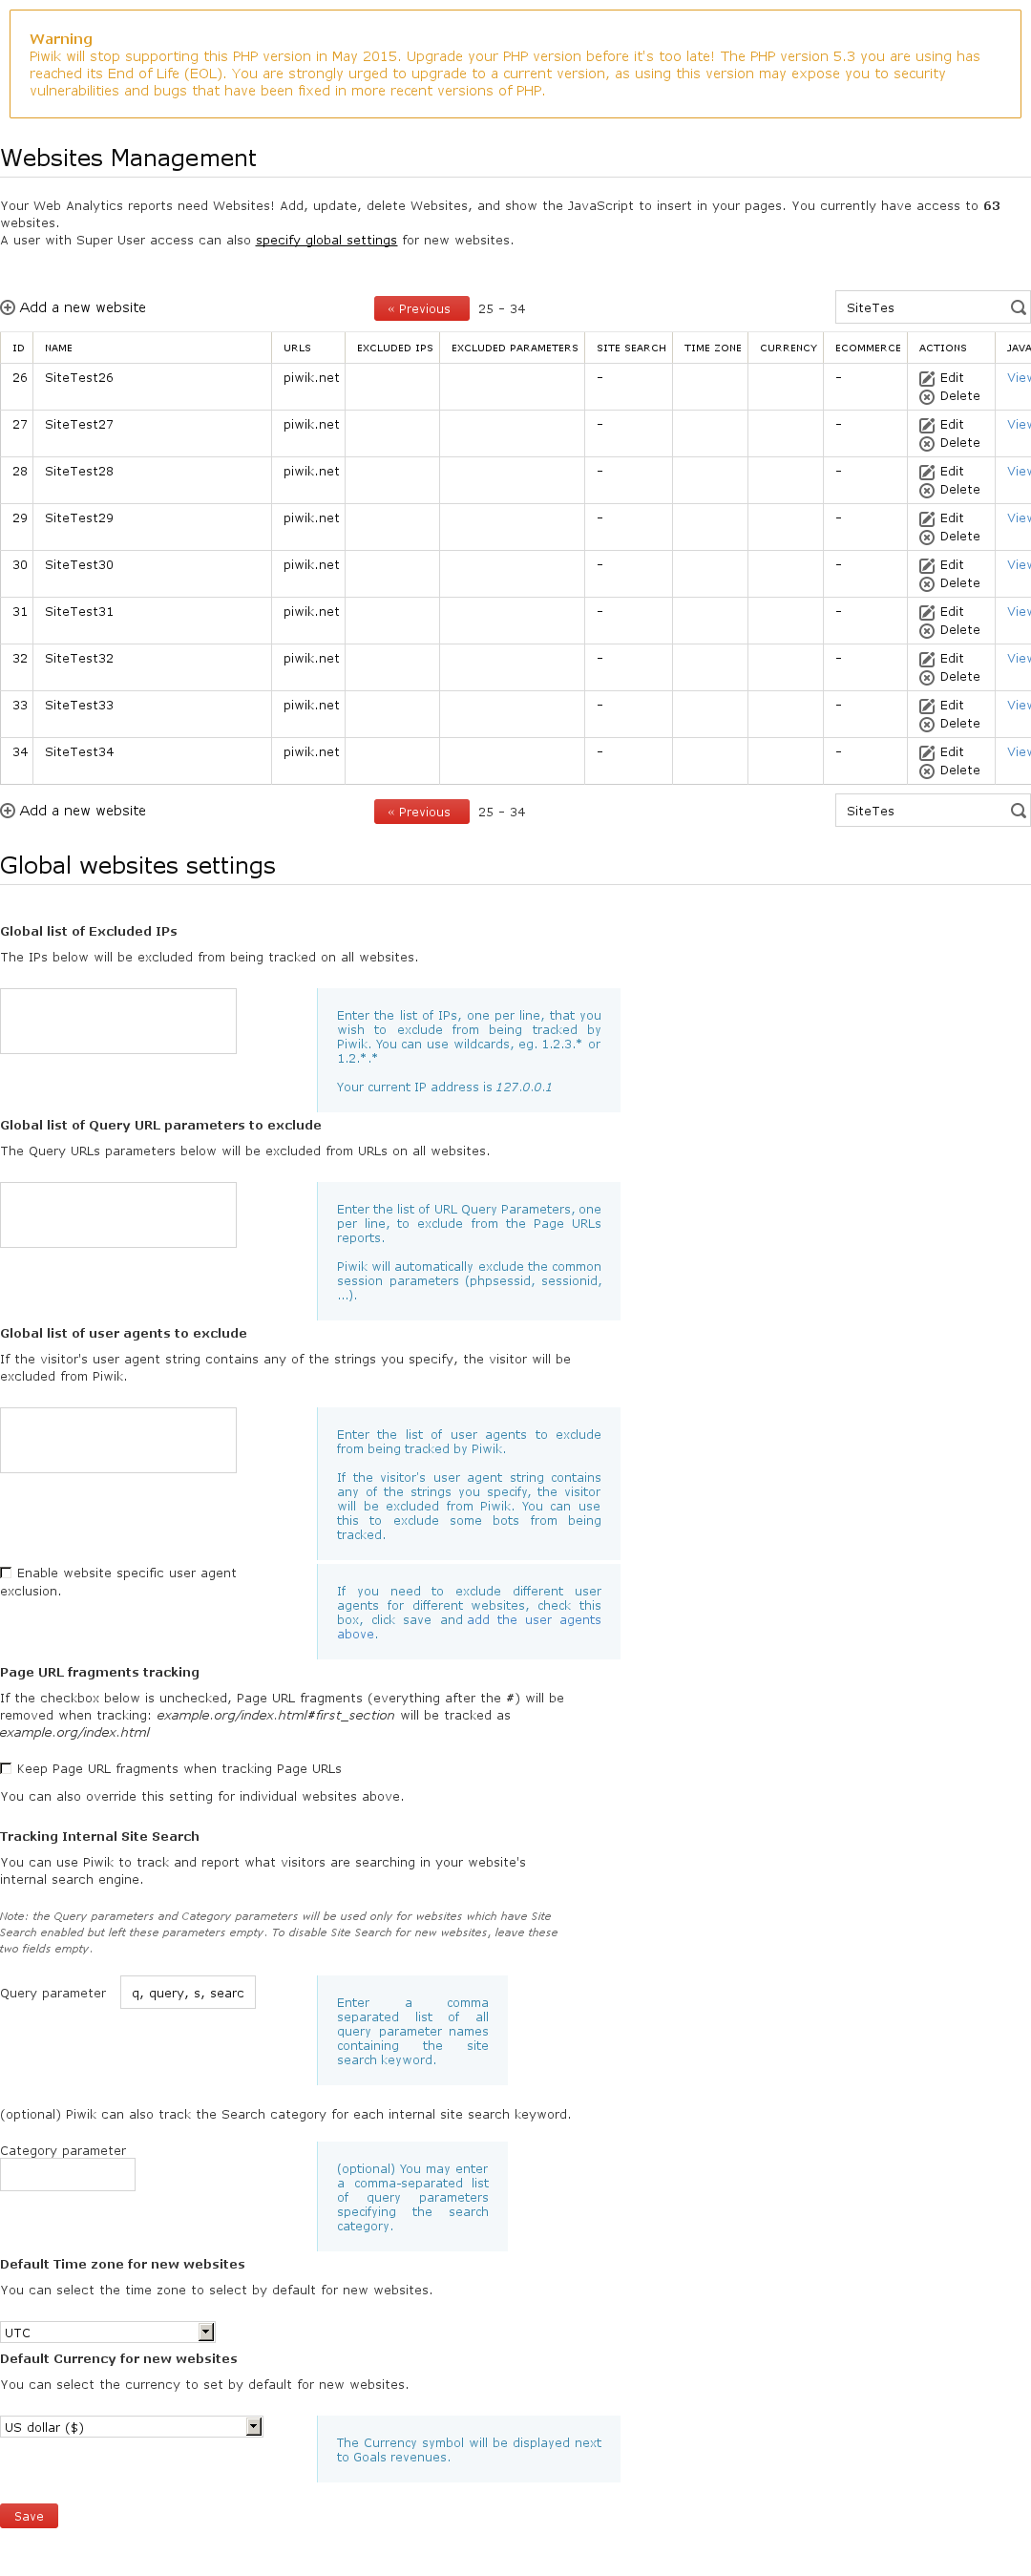 Warning
Piwik will stop supporting this PHP version in May 2015. Upgrade your PHP version before it's too late! The PHP version 5.3 you are using has
reached its End of Life (EOL). You are strongly urged to upgrade to a current version, as using this version may expose you to security
vulnerabilities and bugs that have been fixed in more recent versions of PHP.
Websites Management
Your Web Analytics reports need Websites! Add, update, delete Websites, and show the JavaScript to insert in your pages. You currently have access to 63
websites.
A user with Super User access can also specify global settings for new websites.
Add a new website « Previous 25 - 34 SiteTes
ID NAME URLS EXCLUDED IPS EXCLUDED PARAMETERS SITE SEARCH TIME ZONE CURRENCY ECOMMERCE ACTIONS JAVA
26 SiteTest26 piwik.net - - Edit View
Delete
27 SiteTest27 piwik.net - - Edit View
Delete
28 SiteTest28 piwik.net - - Edit View
Delete
29 SiteTest29 piwik.net - - Edit View
Delete
30 SiteTest30 piwik.net - - Edit View
Delete
31 SiteTest31 piwik.net - - Edit View
Delete
32 SiteTest32 piwik.net - - Edit View
Delete
33 SiteTest33 piwik.net - - Edit View
Delete
34 SiteTest34 piwik.net - - Edit View
Delete
Add a new website « Previous 25 - 34 SiteTes
Global websites settings
Global list of Excluded IPs
The IPs below will be excluded from being tracked on all websites.
Enter the list of IPs, one per line, that you
wish to exclude from being tracked by
Piwik. You can use wildcards, eg. 1.2.3.* or
1.2.*.*
Your current IP address is 127.0.0.1
Global list of Query URL parameters to exclude
The Query URLs parameters below will be excluded from URLs on all websites.
Enter the list of URL Query Parameters, one
per line, to exclude from the Page URLs
reports.
Piwik will automatically exclude the common
session parameters (phpsessid, sessionid,
...).
Global list of user agents to exclude
If the visitor's user agent string contains any of the strings you specify, the visitor will be
excluded from Piwik.
Enter the list of user agents to exclude
from being tracked by Piwik.
If the visitor's user agent string contains
any of the strings you specify, the visitor
will be excluded from Piwik. You can use
this to exclude some bots from being
tracked.
Enable website specific user agent
exclusion.
If you need to exclude different user
agents for different websites, check this
box, click save and add the user agents
above.
Page URL fragments tracking
If the checkbox below is unchecked, Page URL fragments (everything after the #) will be
removed when tracking: example.org/index.html#first_section will be tracked as
example.org/index.html
Keep Page URL fragments when tracking Page URLs
You can also override this setting for individual websites above.
Tracking Internal Site Search
You can use Piwik to track and report what visitors are searching in your website's
internal search engine.
Note: the Query parameters and Category parameters will be used only for websites which have Site
Search enabled but left these parameters empty. To disable Site Search for new websites, leave these
two fields empty.
Query parameter q, query, s, searc
Enter a comma
separated list of all
query parameter names
containing the site
search keyword.
(optional) Piwik can also track the Search category for each internal site search keyword.
Category parameter
(optional) You may enter
a comma-separated list
of query parameters
specifying the search
category.
Default Time zone for new websites
You can select the time zone to select by default for new websites.
UTC
Default Currency for new websites
You can select the currency to set by default for new websites.
US dollar ($)
The Currency symbol will be displayed next
to Goals revenues.
Save